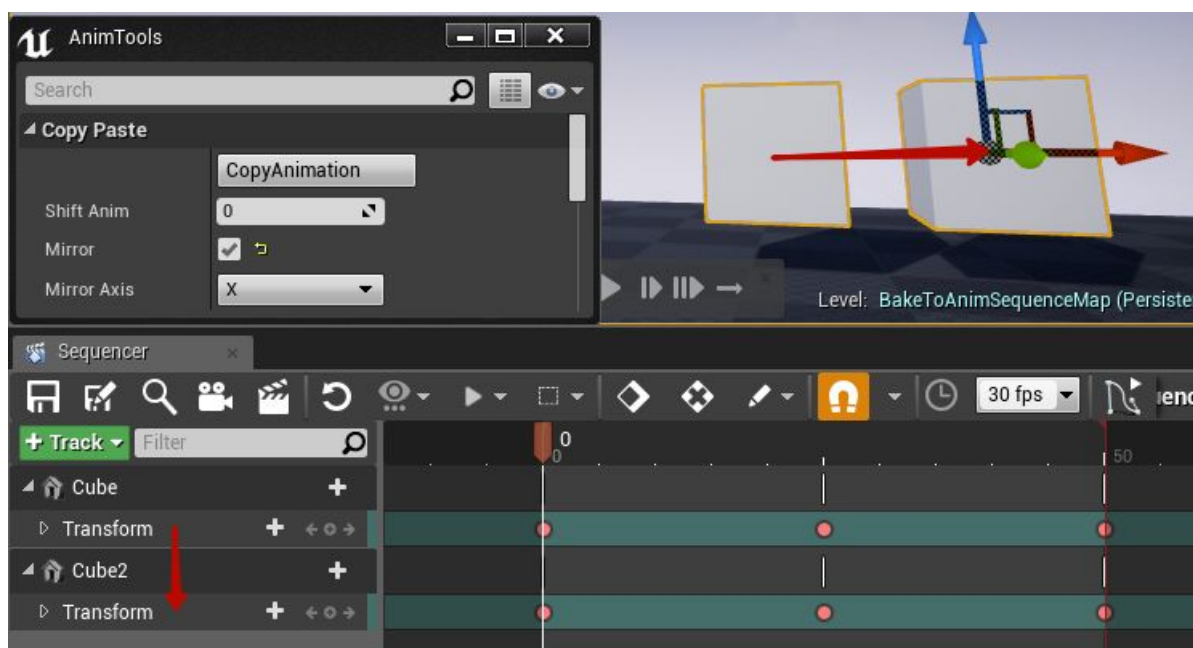 AnimTools
Search
Copy Paste
CopyAnimation
Shift Anim 0
Mirror
Mirror Axis X
Level: BakeToAnimSequenceMap (Persiste
Sequencer
30 fps
ienc
+ Track Filter
0
0
50
Cube
Transform
Cube2
Transform